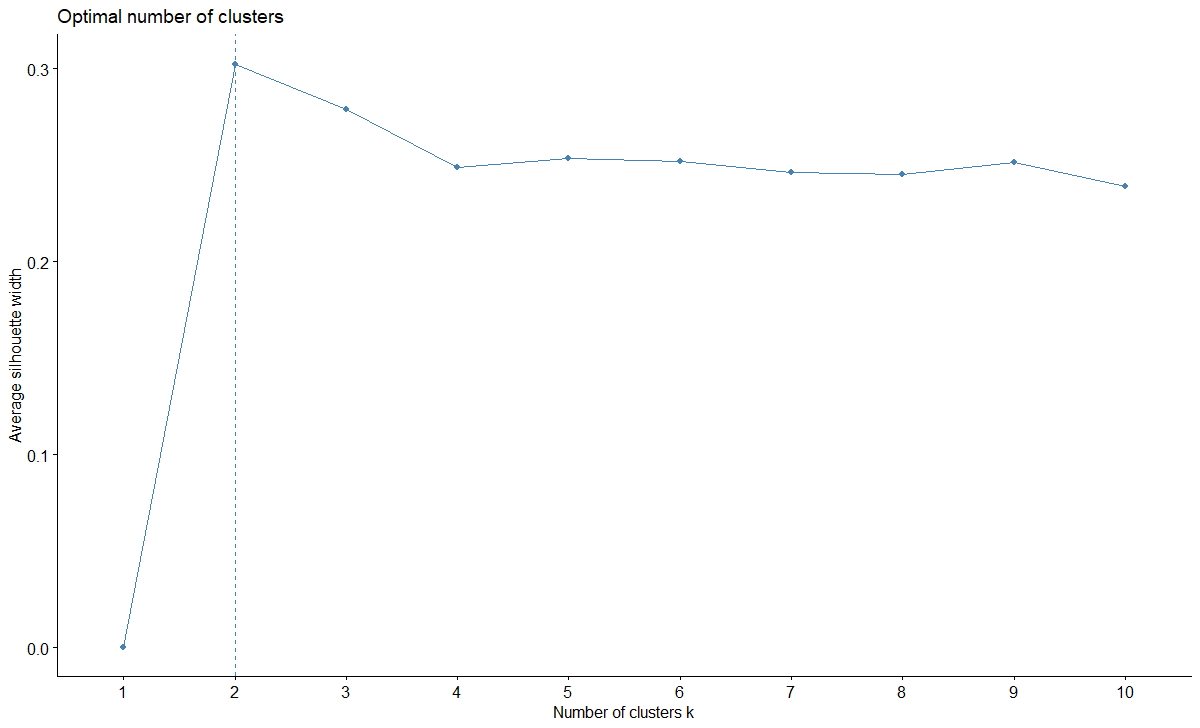 Optimal number of clusters
Average silhouette width
0.3
0.2
0.1
0.0
1 2 3 4 5 6 7 8 9 10
Number of clusters k